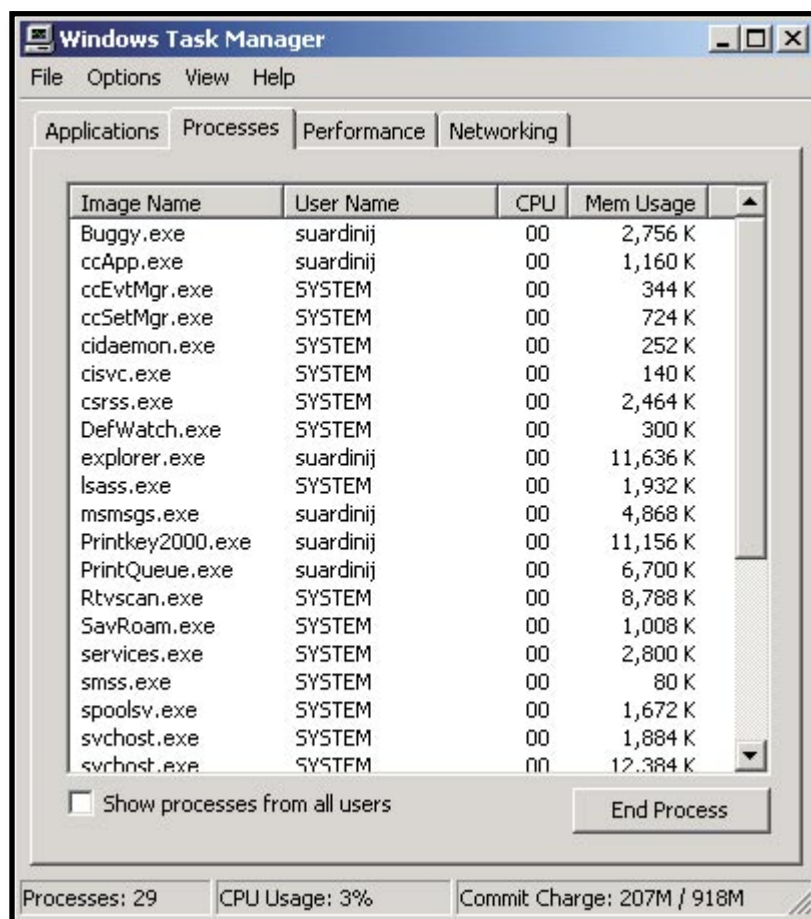 Windows Task Manager
File Options View Help
Applications Processes Performance Networking
Image Name User Name CPU Mem Usage
Buggy.exe suardinij 00 2,756 K
ccApp.exe suardinij 00 1,160 K
ccEvtMgr.exe SYSTEM 00 344 K
ccSetMgr.exe SYSTEM 00 724 K
cidaemon.exe SYSTEM 00 252 K
cisvc.exe SYSTEM 00 140 K
csrss.exe SYSTEM 00 2,464 K
DefWatch.exe SYSTEM 00 300 K
explorer.exe suardinij 00 11,636 K
lsass.exe SYSTEM 00 1,932 K
msmsgs.exe suardinij 00 4,868 K
Printkey2000.exe suardinij 00 11,156 K
PrintQueue.exe suardinij 00 6,700 K
Rtvscan.exe SYSTEM 00 8,788 K
SavRoam.exe SYSTEM 00 1,008 K
services.exe SYSTEM 00 2,800 K
smss.exe SYSTEM 00 80 K
spoolsv.exe SYSTEM 00 1,672 K
svchost.exe SYSTEM 00 1,884 K
svchost.exe SYSTEM 00 12,384 K
Show processes from all users
End Process
Processes: 29 CPU Usage: 3% Commit Charge: 207M / 918M